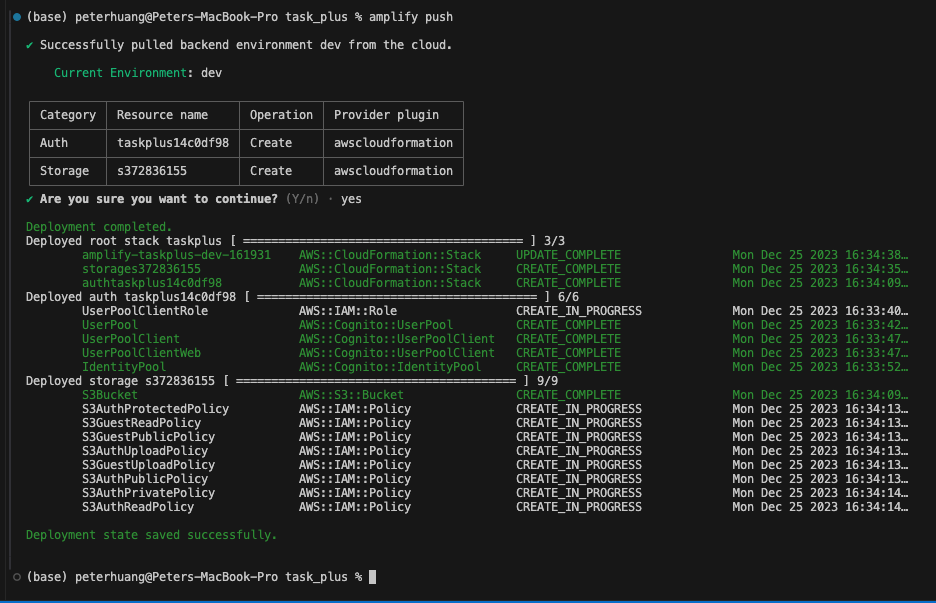 (base) peterhuang@Peters-MacBook-Pro task_plus % amplify push
✔ Successfully pulled backend environment dev from the cloud.
Current Environment: dev
Category Resource name Operation Provider plugin
Auth taskplus14c0df98 Create awscloudformation
Storage s372836155 Create awscloudformation
✔ Are you sure you want to continue? (Y/n) · yes
Deployment completed.
Deployed root stack taskplus [ ======================================== ] 3/3
amplify-taskplus-dev-161931 AWS::CloudFormation::Stack UPDATE_COMPLETE Mon Dec 25 2023 16:34:38…
storages372836155 AWS::CloudFormation::Stack CREATE_COMPLETE Mon Dec 25 2023 16:34:35…
authtaskplus14c0df98 AWS::CloudFormation::Stack CREATE_COMPLETE Mon Dec 25 2023 16:34:09…
Deployed auth taskplus14c0df98 [ ======================================== ] 6/6
UserPoolClientRole AWS::IAM::Role CREATE_IN_PROGRESS Mon Dec 25 2023 16:33:40…
UserPool AWS::Cognito::UserPool CREATE_COMPLETE Mon Dec 25 2023 16:33:42…
UserPoolClient AWS::Cognito::UserPoolClient CREATE_COMPLETE Mon Dec 25 2023 16:33:47…
UserPoolClientWeb AWS::Cognito::UserPoolClient CREATE_COMPLETE Mon Dec 25 2023 16:33:47…
IdentityPool AWS::Cognito::IdentityPool CREATE_COMPLETE Mon Dec 25 2023 16:33:52…
Deployed storage s372836155 [ ======================================== ] 9/9
S3Bucket AWS::S3::Bucket CREATE_COMPLETE Mon Dec 25 2023 16:34:09…
S3AuthProtectedPolicy AWS::IAM::Policy CREATE_IN_PROGRESS Mon Dec 25 2023 16:34:13…
S3GuestReadPolicy AWS::IAM::Policy CREATE_IN_PROGRESS Mon Dec 25 2023 16:34:13…
S3GuestPublicPolicy AWS::IAM::Policy CREATE_IN_PROGRESS Mon Dec 25 2023 16:34:13…
S3AuthUploadPolicy AWS::IAM::Policy CREATE_IN_PROGRESS Mon Dec 25 2023 16:34:13…
S3GuestUploadPolicy AWS::IAM::Policy CREATE_IN_PROGRESS Mon Dec 25 2023 16:34:13…
S3AuthPublicPolicy AWS::IAM::Policy CREATE_IN_PROGRESS Mon Dec 25 2023 16:34:13…
S3AuthPrivatePolicy AWS::IAM::Policy CREATE_IN_PROGRESS Mon Dec 25 2023 16:34:14…
S3AuthReadPolicy AWS::IAM::Policy CREATE_IN_PROGRESS Mon Dec 25 2023 16:34:14…
Deployment state saved successfully.
(base) peterhuang@Peters-MacBook-Pro task_plus %